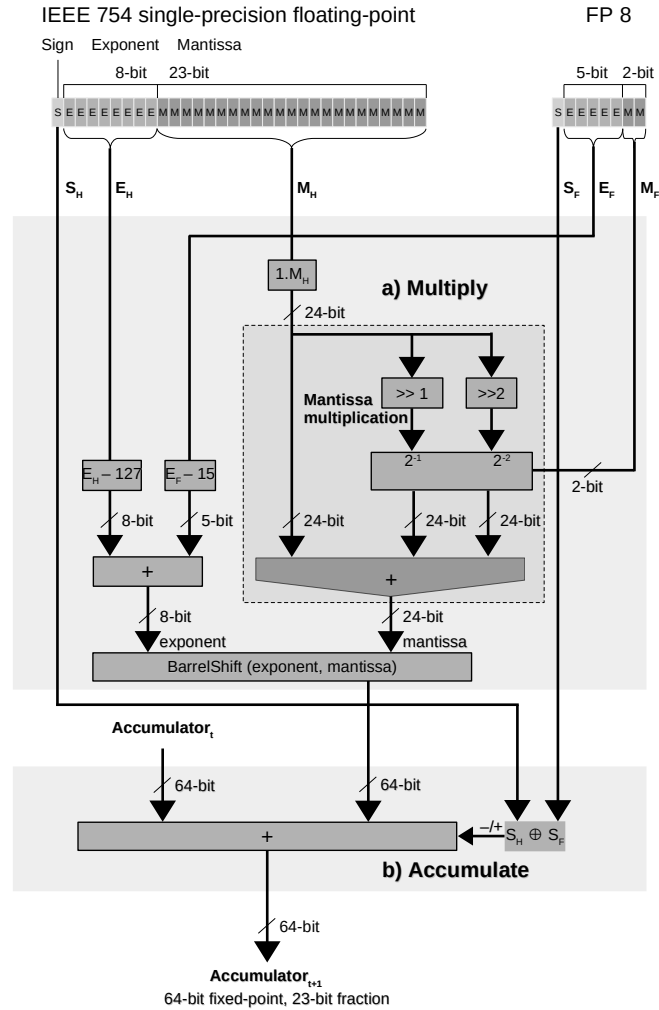 IEEE 754 single-precision floating-point FP 8
Sign Exponent Mantissa
8-bit 23-bit 5-bit 2-bit
S E E E E E E E E M M M M M M M M M M M M M M M M M M M M M M M S E E E E E M M
S_H E_H M_H S_F E_F M_F
1.M_H
a) Multiply
24-bit
Mantissa
multiplication
>> 1 >>2
2^-1 2^-2
E_H – 127 E_F – 15
2-bit
8-bit 5-bit 24-bit 24-bit 24-bit
+ +
8-bit 24-bit
exponent mantissa
BarrelShift (exponent, mantissa)
Accumulator_t
64-bit 64-bit
+ –/+ S_H ⊕ S_F
b) Accumulate
64-bit
Accumulator_t+1
64-bit fixed-point, 23-bit fraction